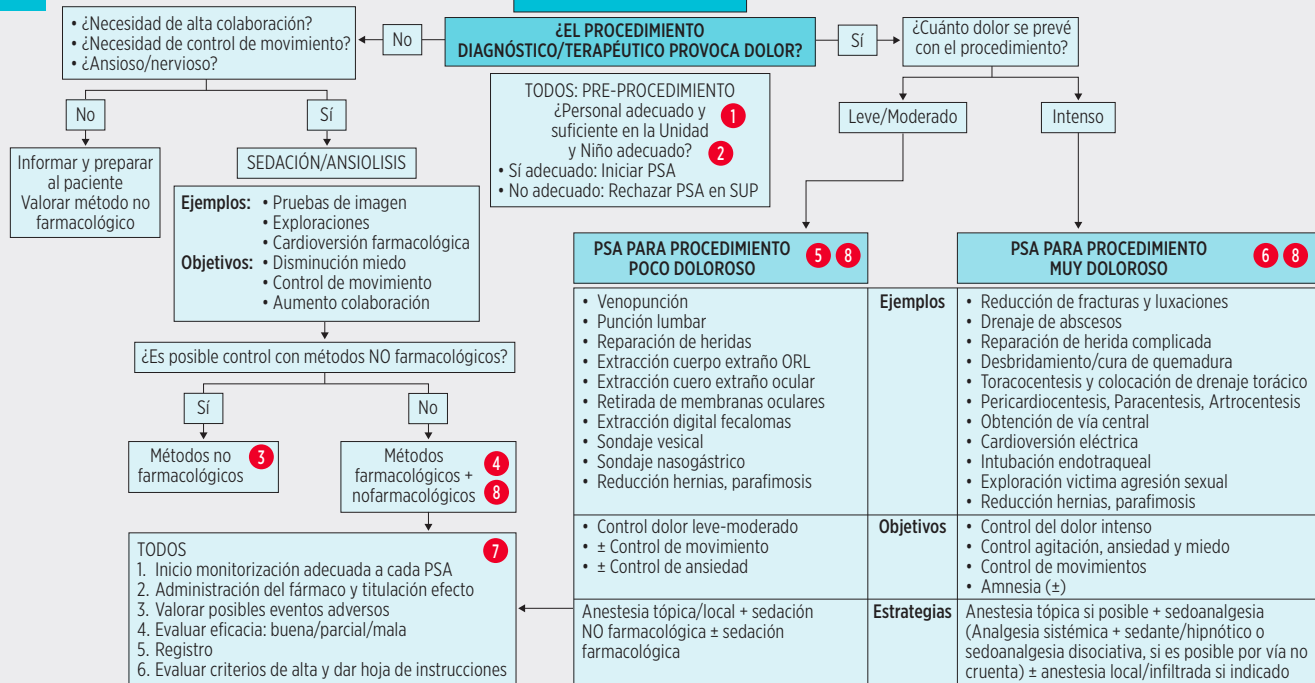 • ¿Necesidad de alta colaboración?
• ¿Necesidad de control de movimiento?
• ¿Ansioso/nervioso?
No
¿EL PROCEDIMIENTO
DIAGNÓSTICO/TERAPÉUTICO PROVOCA DOLOR?
Sí
¿Cuánto dolor se prevé
con el procedimiento?
No
Sí
TODOS: PRE-PROCEDIMIENTO
¿Personal adecuado y 1
suficiente en la Unidad
y Niño adecuado? 2
• Sí adecuado: Iniciar PSA
• No adecuado: Rechazar PSA en SUP
Leve/Moderado
Intenso
Informar y preparar
al paciente
Valorar método no
farmacológico
SEDACIÓN/ANSIOLISIS
Ejemplos: • Pruebas de imagen
• Exploraciones
• Cardioversión farmacológica
Objetivos: • Disminución miedo
• Control de movimiento
• Aumento colaboración
¿Es posible control con métodos NO farmacológicos?
Sí
No
Métodos no
farmacológicos
3
Métodos
farmacológicos +
nofarmacológicos
4
8
TODOS 7
1. Inicio monitorización adecuada a cada PSA
2. Administración del fármaco y titulación efecto
3. Valorar posibles eventos adversos
4. Evaluar eficacia: buena/parcial/mala
5. Registro
6. Evaluar criterios de alta y dar hoja de instrucciones
PSA PARA PROCEDIMIENTO
POCO DOLOROSO
5 8
PSA PARA PROCEDIMIENTO
MUY DOLOROSO
6 8
• Venopunción
• Punción lumbar
• Reparación de heridas
• Extracción cuerpo extraño ORL
• Extracción cuero extraño ocular
• Retirada de membranas oculares
• Extracción digital fecalomas
• Sondaje vesical
• Sondaje nasogástrico
• Reducción hernias, parafimosis
Ejemplos
• Reducción de fracturas y luxaciones
• Drenaje de abscesos
• Reparación de herida complicada
• Desbridamiento/cura de quemadura
• Toracocentesis y colocación de drenaje torácico
• Pericardiocentesis, Paracentesis, Artrocentesis
• Obtención de vía central
• Cardioversión eléctrica
• Intubación endotraqueal
• Exploración victima agresión sexual
• Reducción hernias, parafimosis
• Control dolor leve-moderado
• ± Control de movimiento
• ± Control de ansiedad
Objetivos
• Control del dolor intenso
• Control agitación, ansiedad y miedo
• Control de movimientos
• Amnesia (±)
Anestesia tópica/local + sedación
NO farmacológica ± sedación
farmacológica
Estrategias
Anestesia tópica si posible + sedoanalgesia
(Analgesia sistémica + sedante/hipnótico o
sedoanalgesia disociativa, si es posible por vía no
cruenta) ± anestesia local/infiltrada si indicado